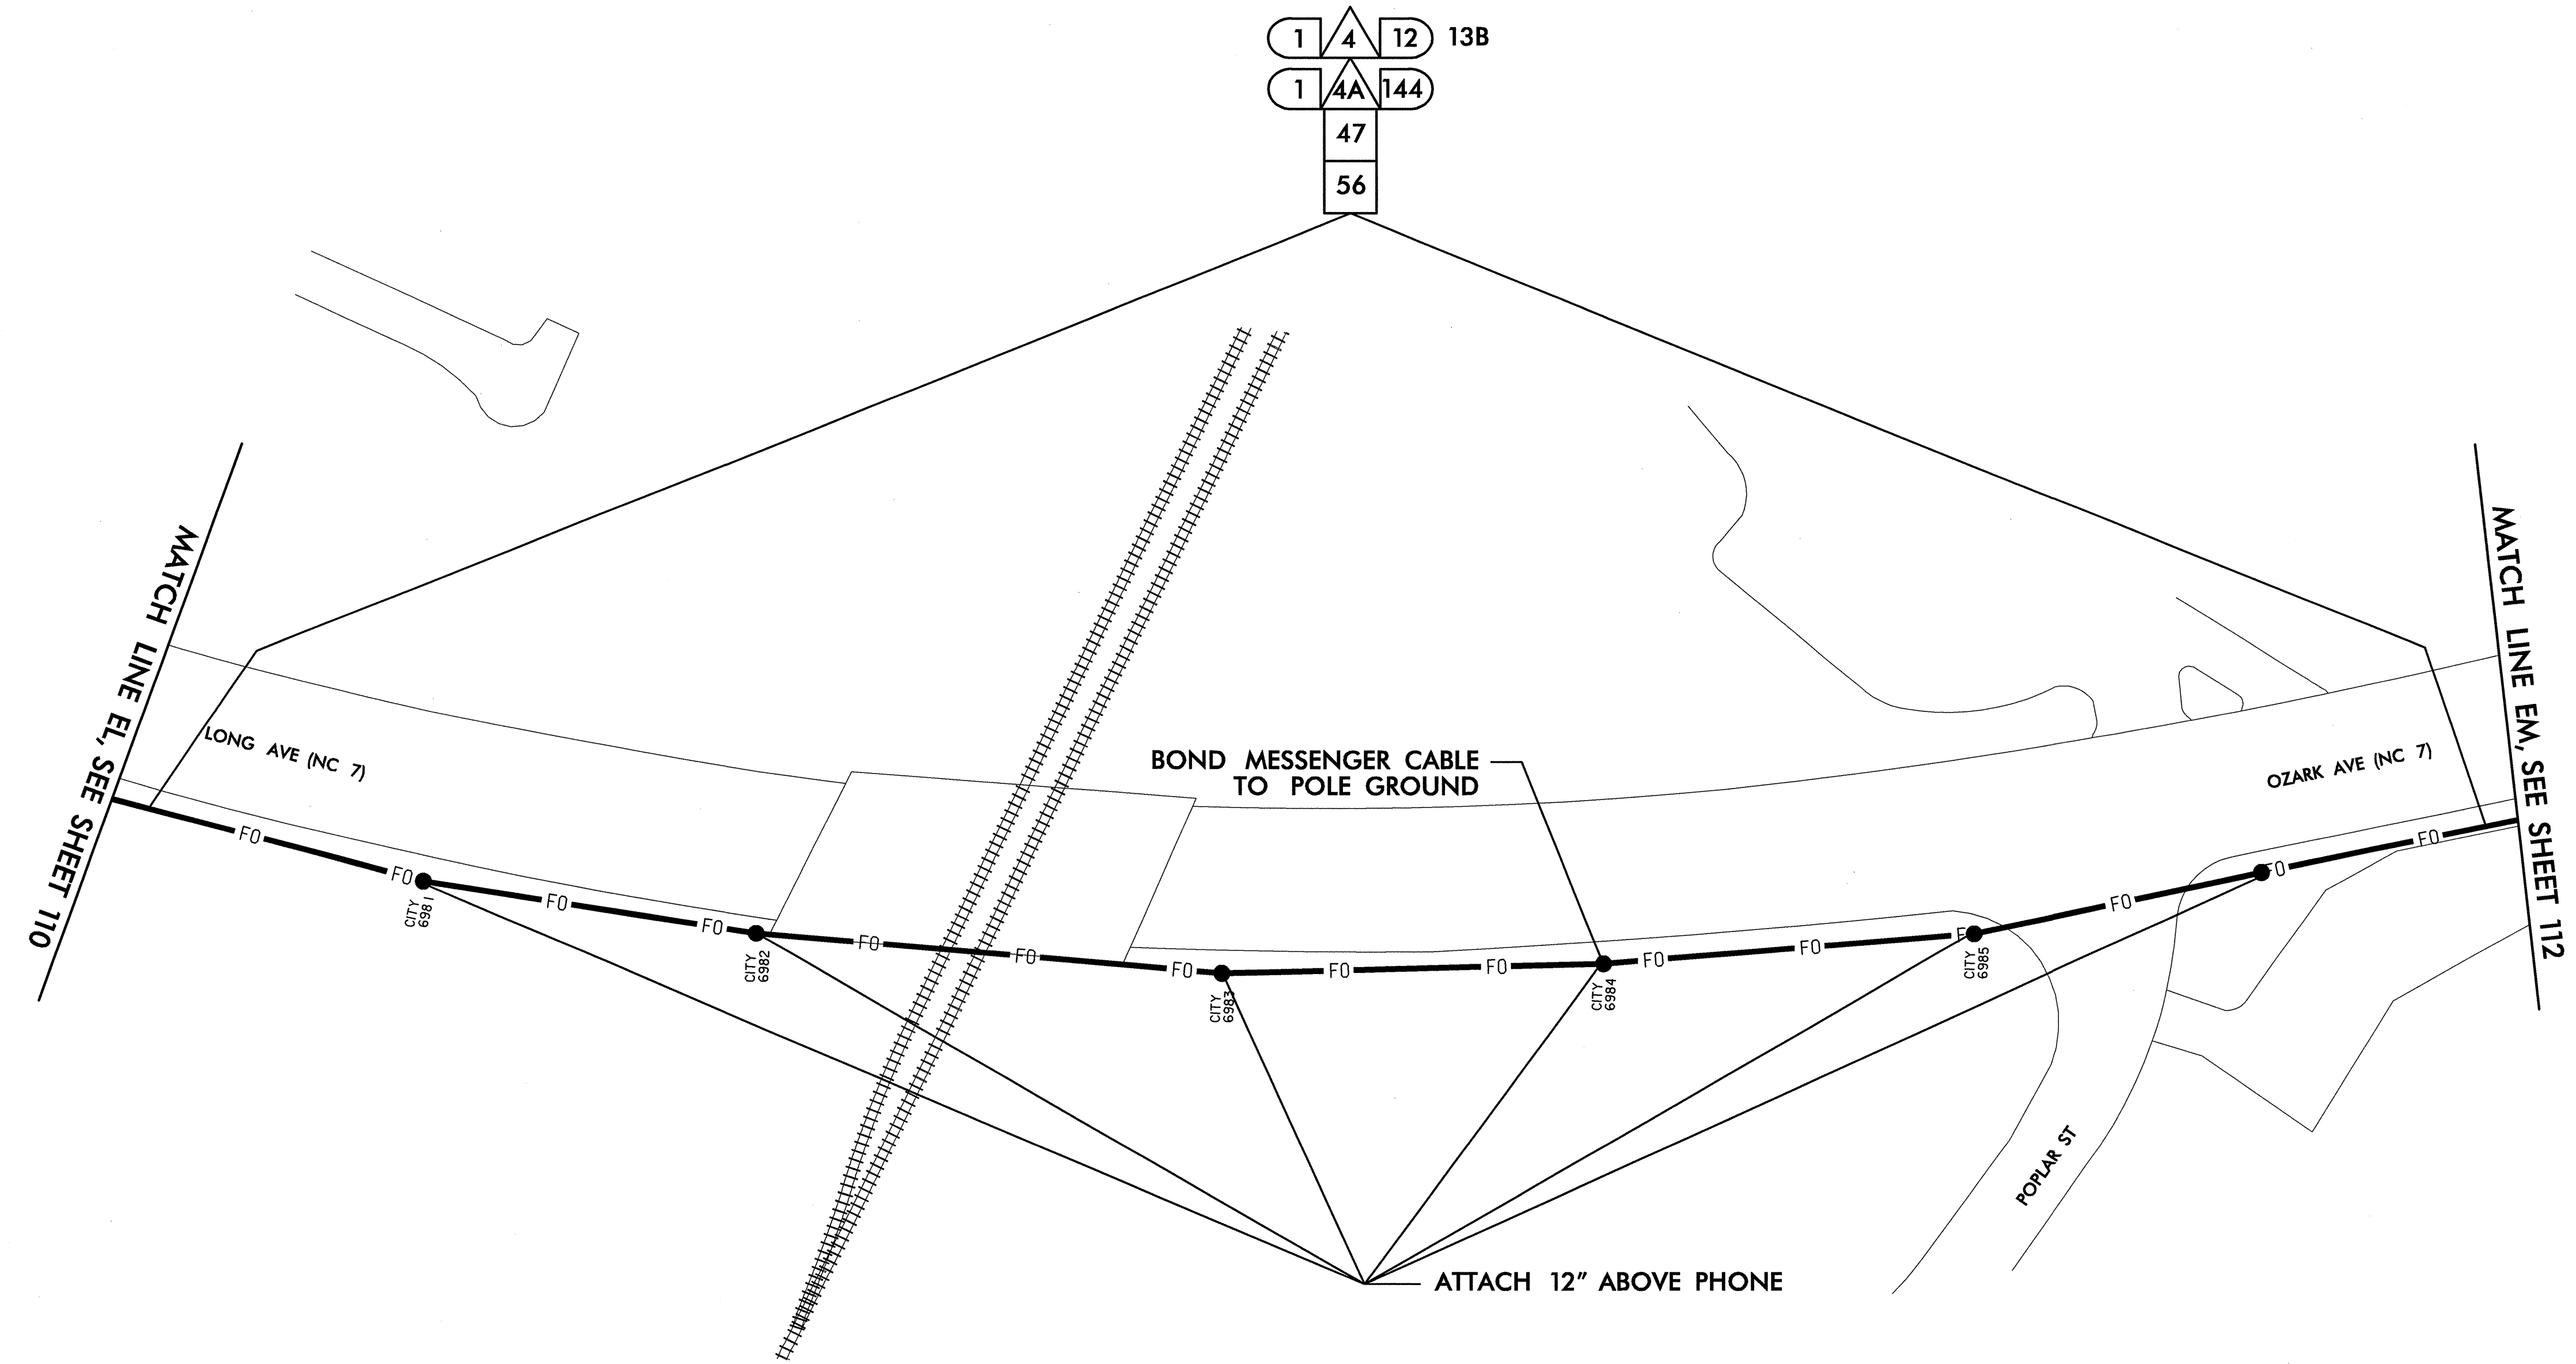 1 4 12 13B
1 4A 144
47
56
MATCH LINE EL, SEE SHEET 110
MATCH LINE EM, SEE SHEET 112
LONG AVE (NC 7)
BOND MESSENGER CABLE
TO POLE GROUND
OZARK AVE (NC 7)
FO
FO
FO
FO
FO
FO
FO
FO
FO
FO
FO
F
FO
FO
FO
CITY
6981
CITY
6982
CITY
6983
CITY
6984
CITY
6985
POPLAR ST
ATTACH 12" ABOVE PHONE